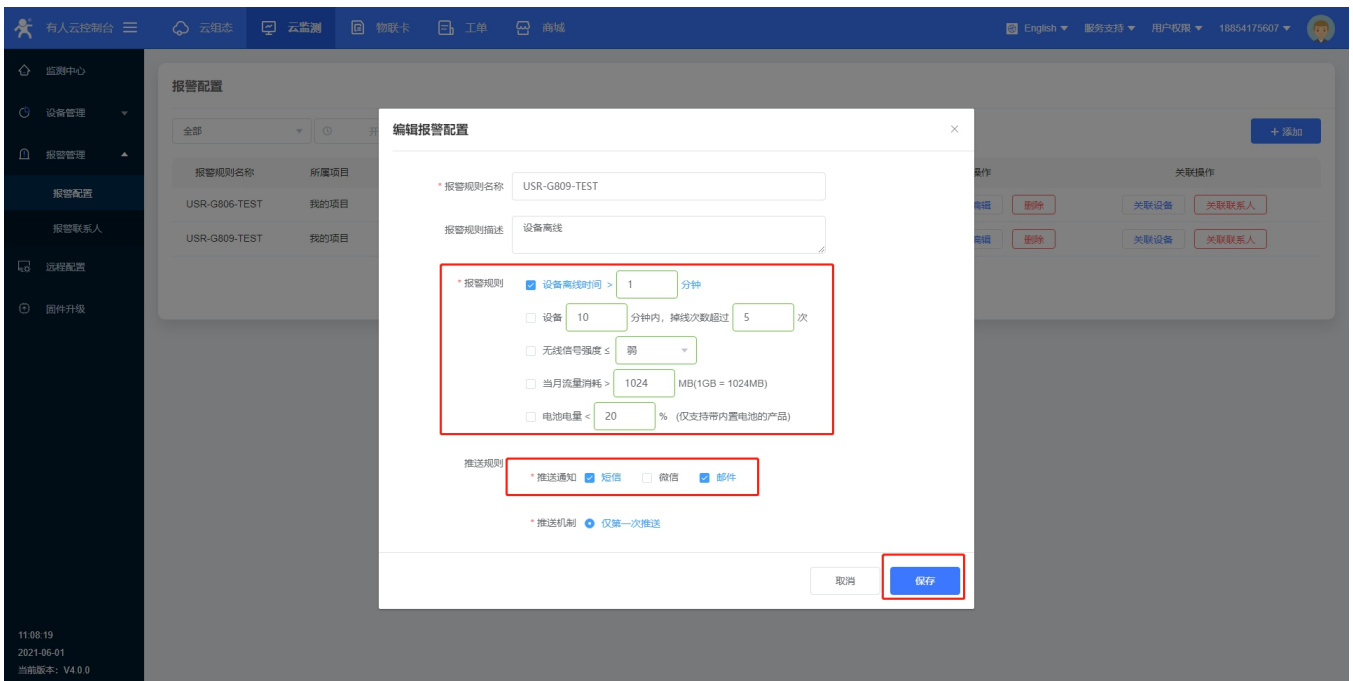 有人云控制台 云组态 云监测 物联卡 工单 商城 English 服务支持 用户权限 18854175607
监测中心
设备管理
报警管理
报警配置
报警联系人
远程配置
固件升级
11:08:19
2021-06-01
当前版本：V4.0.0
报警配置
全部 开
+ 添加
报警规则名称 所属项目 操作 关联操作
USR-G806-TEST 我的项目 编辑 删除 关联设备 关联联系人
USR-G809-TEST 我的项目 编辑 删除 关联设备 关联联系人
编辑报警配置
* 报警规则名称 USR-G809-TEST
报警规则描述 设备离线
* 报警规则 设备离线时间 > 1 分钟
设备 10 分钟内，掉线次数超过 5 次
无线信号强度 ≤ 弱
当月流量消耗 > 1024 MB(1GB = 1024MB)
电池电量 < 20 % (仅支持带内置电池的产品)
推送规则
* 推送通知 短信 微信 邮件
* 推送机制 仅第一次推送
取消 保存